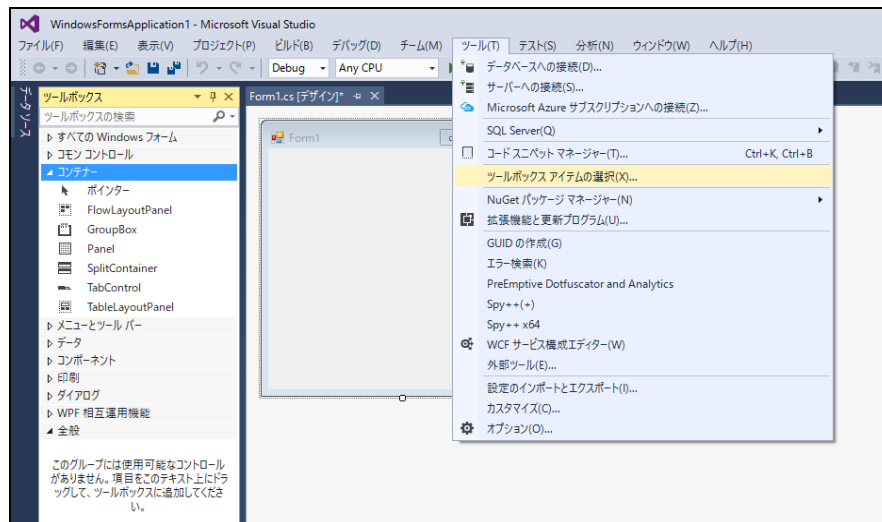 WindowsFormsApplication1 - Microsoft Visual Studio
ファイル(F) 編集(E) 表示(V) プロジェクト(P) ビルド(B) デバッグ(D) チーム(M) ツール(T) テスト(S) 分析(N) ウィンドウ(W) ヘルプ(H)
Debug Any CPU
データ ソース
ツールボックス
Form1.cs [デザイン]*
ツールボックスの検索
すべての Windows フォーム
コモン コントロール
コンテナー
ポインター
FlowLayoutPanel
GroupBox
Panel
SplitContainer
TabControl
TableLayoutPanel
メニューとツール バー
データ
コンポーネント
印刷
ダイアログ
WPF 相互運用機能
全般
このグループには使用可能なコントロール
がありません。項目をこのテキスト上にドラ
ッグして、ツールボックスに追加してくださ
い。
Form1
データベースへの接続(D)...
サーバーへの接続(S)...
Microsoft Azure サブスクリプションへの接続(Z)...
SQL Server(Q)
コード スニペット マネージャー(T)... Ctrl+K, Ctrl+B
ツールボックス アイテムの選択(X)...
NuGet パッケージ マネージャー(N)
拡張機能と更新プログラム(U)...
GUID の作成(G)
エラー検索(K)
PreEmptive Dotfuscator and Analytics
Spy++(+)
Spy++ x64
WCF サービス構成エディター(W)
外部ツール(E)...
設定のインポートとエクスポート(I)...
カスタマイズ(C)...
オプション(O)...